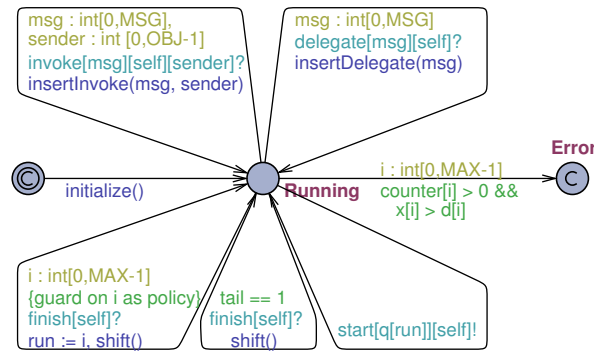 msg : int[0,MSG],
sender : int [0,OBJ-1]
invoke[msg][self][sender]?
insertInvoke(msg, sender)
msg : int[0,MSG]
delegate[msg][self]?
insertDelegate(msg)
Error
C
initialize()
Running
i : int[0,MAX-1]
counter[i] > 0 &&
x[i] > d[i]
C
i : int[0,MAX-1]
{guard on i as policy}
finish[self]?
run := i, shift()
tail == 1
finish[self]?
shift()
start[q[run]][self]!